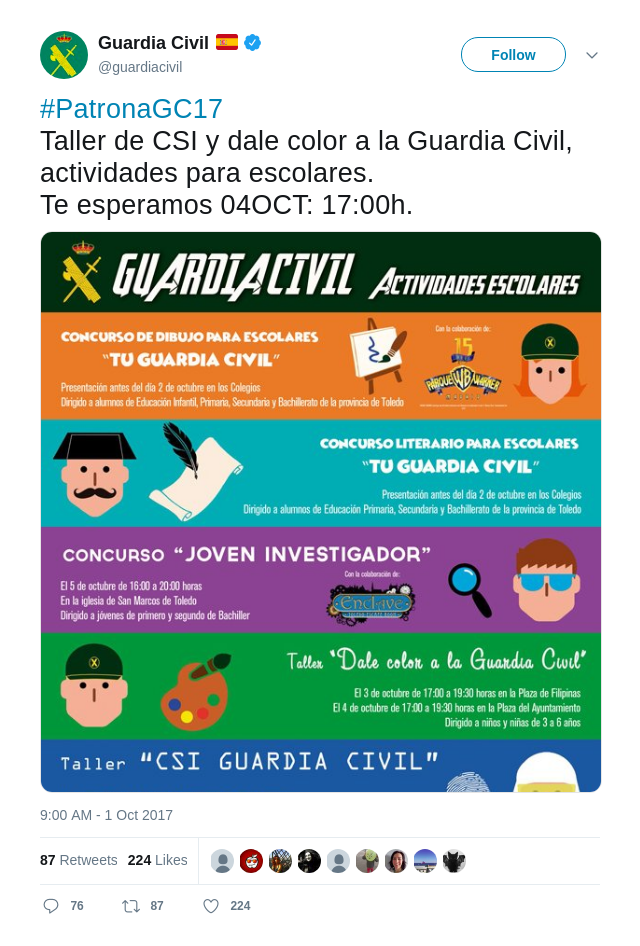 Guardia Civil
@guardiacivil
Follow
#PatronaGC17
Taller de CSI y dale color a la Guardia Civil,
actividades para escolares.
Te esperamos 04OCT: 17:00h.
GUARDIA CIVIL ACTIVIDADES ESCOLARES
CONCURSO DE DIBUJO PARA ESCOLARES
"TU GUARDIA CIVIL"
Presentación antes del día 2 de octubre en los Colegios
Dirigido a alumnos de Educación Infantil, Primaria, Secundaria y Bachillerato de la provincia de Toledo
Con la colaboración de:
15
PARQUE WB WARNER
CONCURSO LITERARIO PARA ESCOLARES
"TU GUARDIA CIVIL"
Presentación antes del día 2 de octubre en los Colegios
Dirigido a alumnos de Educación Primaria, Secundaria y Bachillerato de la provincia de Toledo
CONCURSO "JOVEN INVESTIGADOR"
El 5 de octubre de 16:00 a 20:00 horas
En la iglesia de San Marcos de Toledo
Dirigido a jóvenes de primero y segundo de Bachiller
Con la colaboración de:
Enclave
Taller "Dale color a la Guardia Civil"
El 3 de octubre de 17:00 a 19:30 horas en la Plaza de Filipinas
El 4 de octubre de 17:00 a 19:30 horas en la Plaza del Ayuntamiento
Dirigido a niños y niñas de 3 a 6 años
Taller "CSI GUARDIA CIVIL"
9:00 AM - 1 Oct 2017
87 Retweets 224 Likes
76 87 224